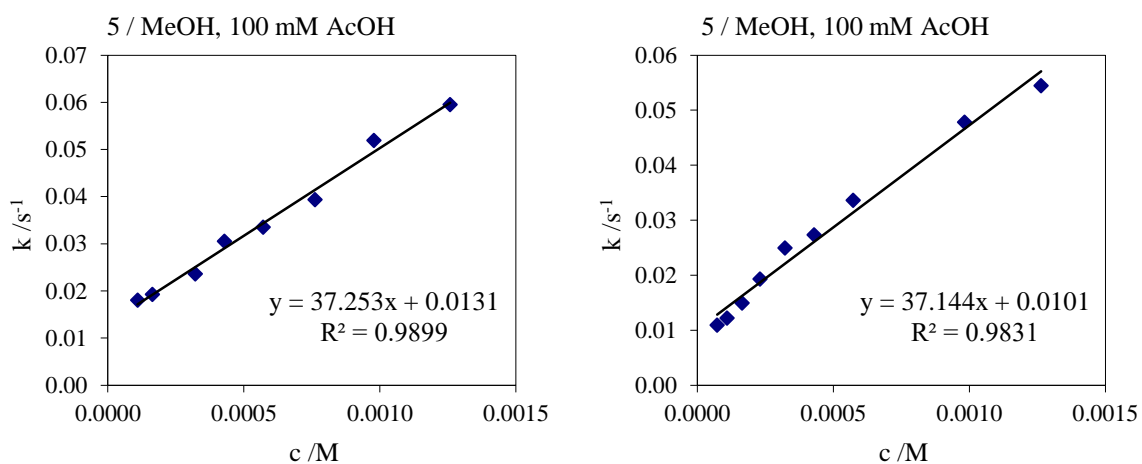 5 / MeOH, 100 mM AcOH
0.07
0.06
0.05
0.04
0.03
0.02
0.01
0.00
k /s⁻¹
y = 37.253x + 0.0131
R² = 0.9899
0.0000 0.0005 0.0010 0.0015
c /M
5 / MeOH, 100 mM AcOH
0.06
0.05
0.04
0.03
0.02
0.01
0.00
k /s⁻¹
y = 37.144x + 0.0101
R² = 0.9831
0.0000 0.0005 0.0010 0.0015
c /M